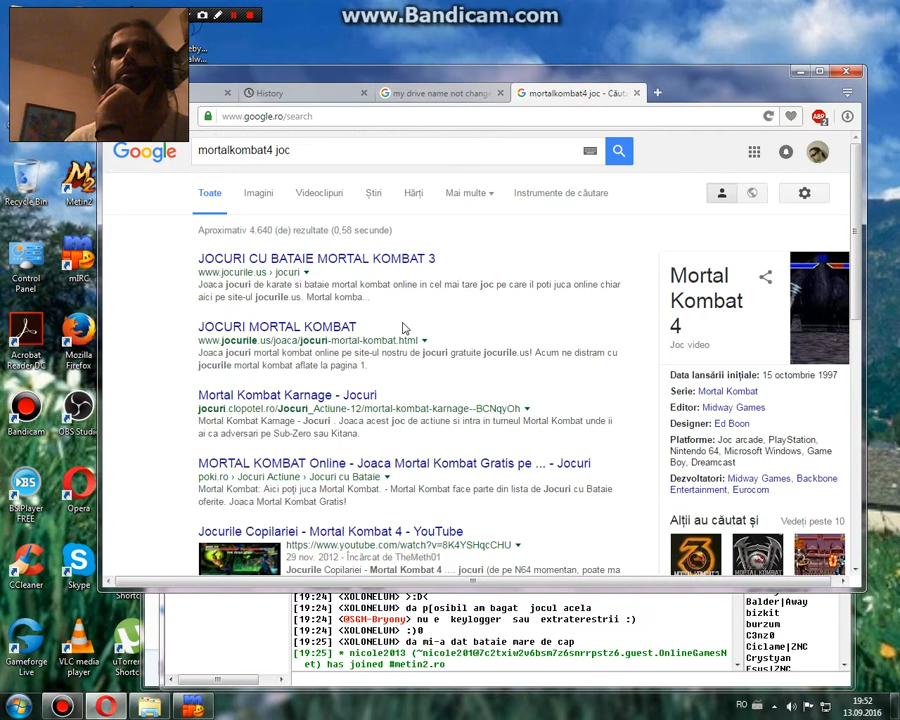 www.Bandicam.com
History
my drive name not change
mortalkombat4 joc - Cău
www.google.ro/search
ABP
2
Google
mortalkombat4 joc
Toate
Imagini
Videoclipuri
Știri
Hărți
Mai multe
Instrumente de căutare
Aproximativ 4.640 (de) rezultate (0,58 secunde)
JOCURI CU BATAIE MORTAL KOMBAT 3
www.jocurile.us › jocuri
Joaca jocuri de karate si bataie mortal kombat online in cel mai tare joc pe care il poti juca online chiar
aici pe site-ul jocurile.us. Mortal komba...
JOCURI MORTAL KOMBAT
www.jocurile.us/joaca/jocuri-mortal-kombat.html
Joaca jocuri mortal kombat online pe site-ul nostru de jocuri gratuite jocurile.us! Acum ne distram cu
jocurile mortal kombat aflate la pagina 1.
Mortal Kombat Karnage - Jocuri
jocuri.clopotel.ro/Jocuri_Actiune-12/mortal-kombat-karnage--BCNqyOh
Mortal Kombat Karnage - Jocuri . Joaca acest joc de actiune si intra in turneul Mortal Kombat unde ii
ai ca adversari pe Sub-Zero sau Kitana.
MORTAL KOMBAT Online - Joaca Mortal Kombat Gratis pe ... - Jocuri
poki.ro › Jocuri Actiune › Jocuri cu Bataie
Mortal Kombat: Aici poți juca Mortal Kombat. - Mortal Kombat face parte din lista de Jocuri cu Bataie
oferite. Joaca Mortal Kombat Gratis!
Jocurile Copilariei - Mortal Kombat 4 - YouTube
https://www.youtube.com/watch?v=8K4YSHqcCHU
29 nov. 2012 - Încărcat de TheMeth01
Jocurile Copilariei - Mortal Kombat 4 ..... jocuri (de pe N64 momentan, poate ma
Mortal
Kombat
4
Joc video
Data lansării inițiale: 15 octombrie 1997
Serie: Mortal Kombat
Editor: Midway Games
Designer: Ed Boon
Platforme: Joc arcade, PlayStation,
Nintendo 64, Microsoft Windows, Game
Boy, Dreamcast
Dezvoltatori: Midway Games, Backbone
Entertainment, Eurocom
Alții au căutat și
Vedeți peste 10
Recycle Bin
Metin2
Control
Panel
mIRC
Acrobat
Reader DC
Mozilla
Firefox
Bandicam
OBS Studio
BS.Player
FREE
Opera
CCleaner
Skype
Gameforge
Live
VLC media
player
uTorrent
Shortc
[19:24] <XOLONELUM> >:D<
[19:24] <XOLONELUM> da p[osibil am bagat jocul acela
[19:24] <@SGM-Bryony> nu e keylogger sau extraterestrii :)
[19:24] <XOLONELUM> :)0
[19:25] <XOLONELUM> da mi-a dat bataie mare de cap
[19:25] * nicole2013 (~nicole20107c2txiw2v6bsm7z6snrrpstz6.guest.OnlineGamesN
et) has joined #metin2.ro
Balder|Away
bizkit
burzum
C3nz0
Ciclame|ZNC
Crystyan
Esus|ZNC
RO
19:52
13.09.2016